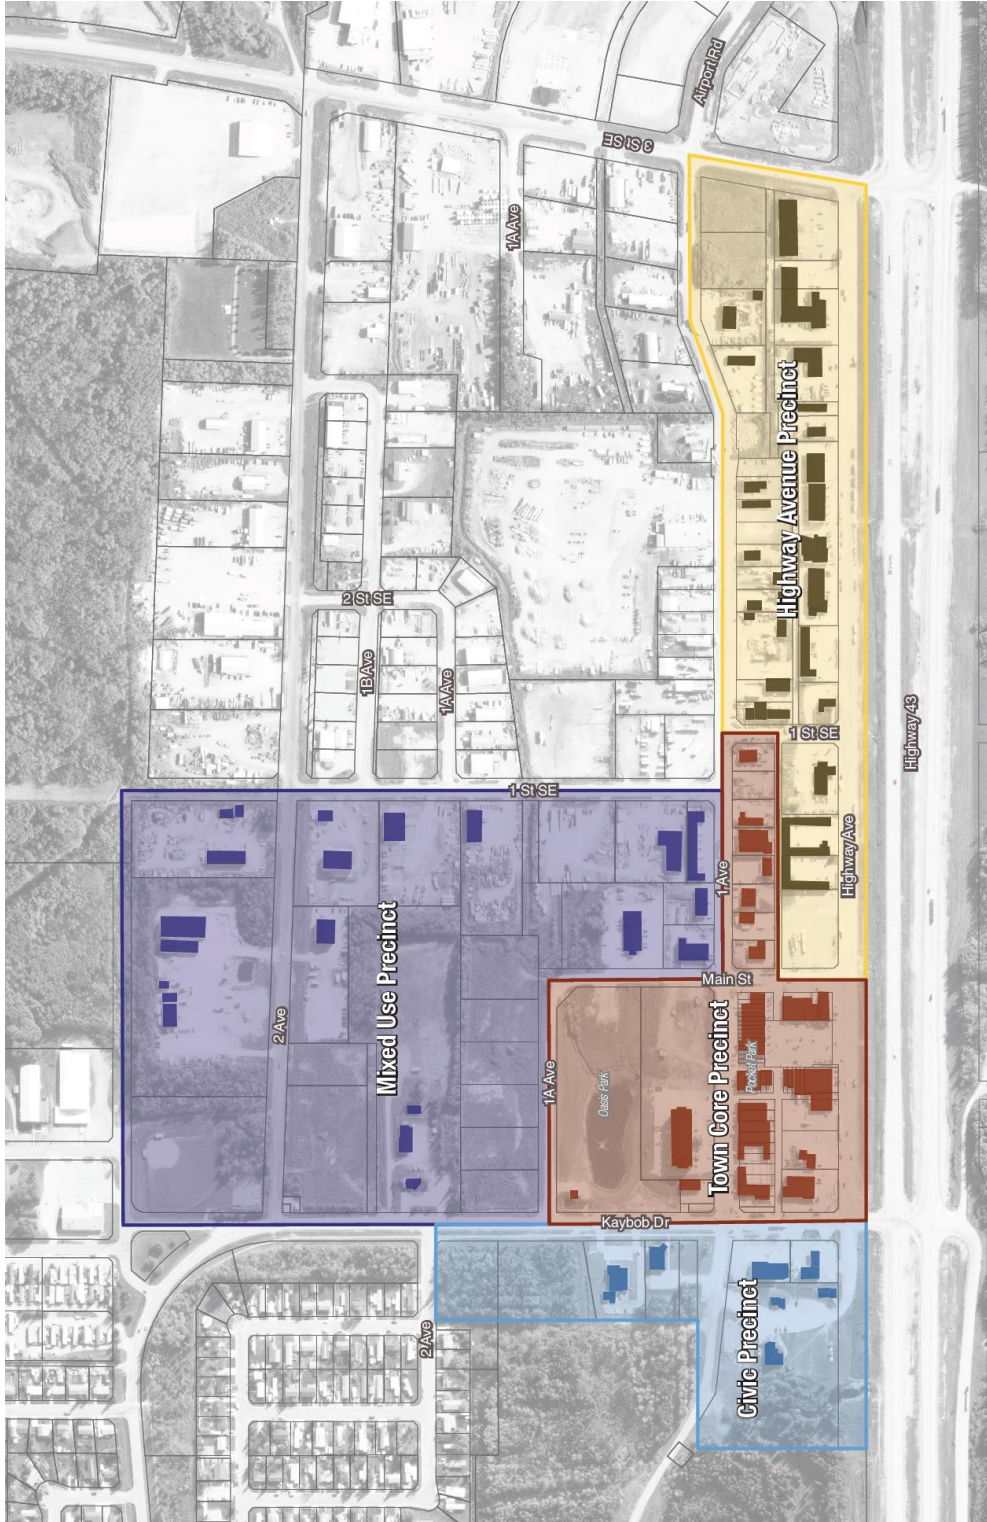 Airport Rd
3 St SE
1A Ave
Highway Avenue Precinct
2 St SE
1B Ave
1A Ave
1 St SE
Highway 43
1 St SE
1 Ave
Highway Ave
Mixed Use Precinct
Main St
2 Ave
1A Ave
Oasis Park
Town Core Precinct
Pocket Park
Kaybob Dr
2 Ave
Civic Precinct